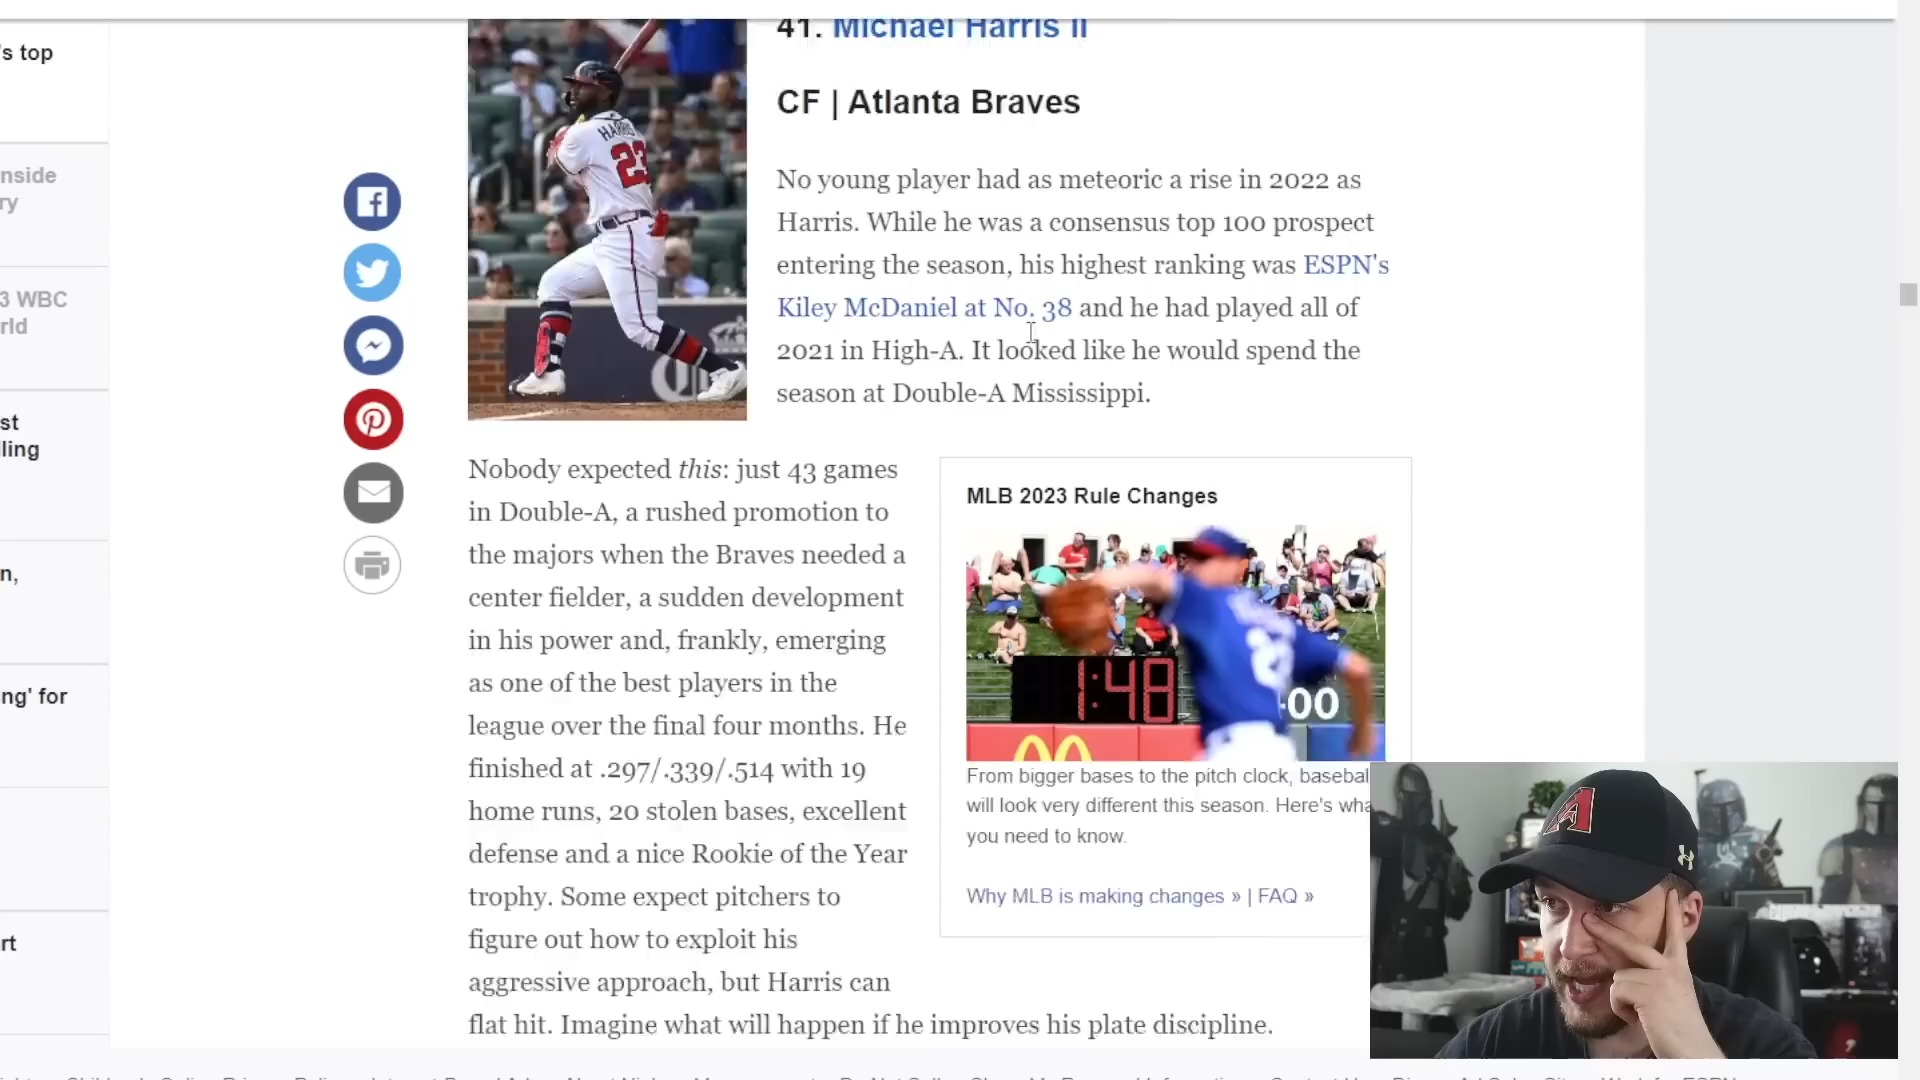 's top
nside
ry
3 WBC
rld
st
ling
n,
ng' for
rt
41. Michael Harris II
CF | Atlanta Braves
No young player had as meteoric a rise in 2022 as
Harris. While he was a consensus top 100 prospect
entering the season, his highest ranking was ESPN's
Kiley McDaniel at No. 38 and he had played all of
2021 in High-A. It looked like he would spend the
season at Double-A Mississippi.
HARRIS
23
Nobody expected this: just 43 games
in Double-A, a rushed promotion to
the majors when the Braves needed a
center fielder, a sudden development
in his power and, frankly, emerging
as one of the best players in the
league over the final four months. He
finished at .297/.339/.514 with 19
home runs, 20 stolen bases, excellent
defense and a nice Rookie of the Year
trophy. Some expect pitchers to
figure out how to exploit his
aggressive approach, but Harris can
flat hit. Imagine what will happen if he improves his plate discipline.
MLB 2023 Rule Changes
1:48
:00
From bigger bases to the pitch clock, basebal
will look very different this season. Here's wha
you need to know.
Why MLB is making changes » | FAQ »
A